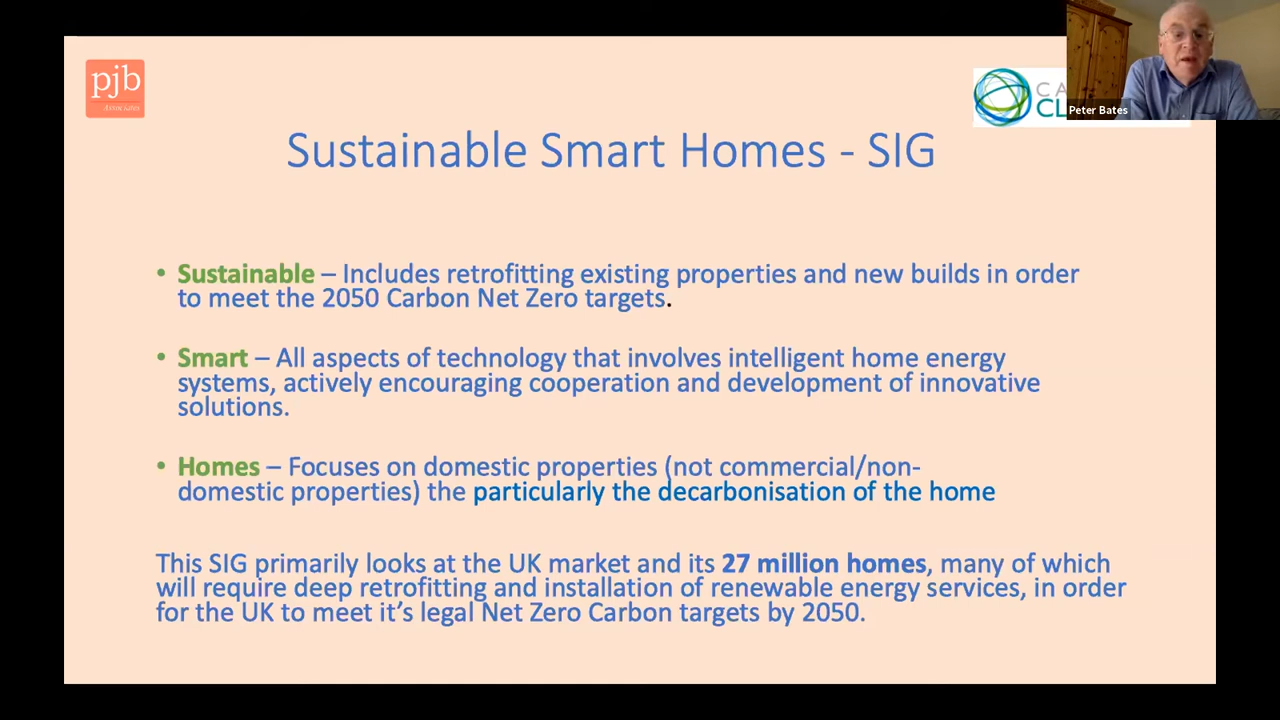 pjb
Associates
CA
CL
Peter Bates
Sustainable Smart Homes - SIG
• Sustainable – Includes retrofitting existing properties and new builds in order
to meet the 2050 Carbon Net Zero targets.
• Smart – All aspects of technology that involves intelligent home energy
systems, actively encouraging cooperation and development of innovative
solutions.
• Homes – Focuses on domestic properties (not commercial/non-
domestic properties) the particularly the decarbonisation of the home
This SIG primarily looks at the UK market and its 27 million homes, many of which
will require deep retrofitting and installation of renewable energy services, in order
for the UK to meet it’s legal Net Zero Carbon targets by 2050.